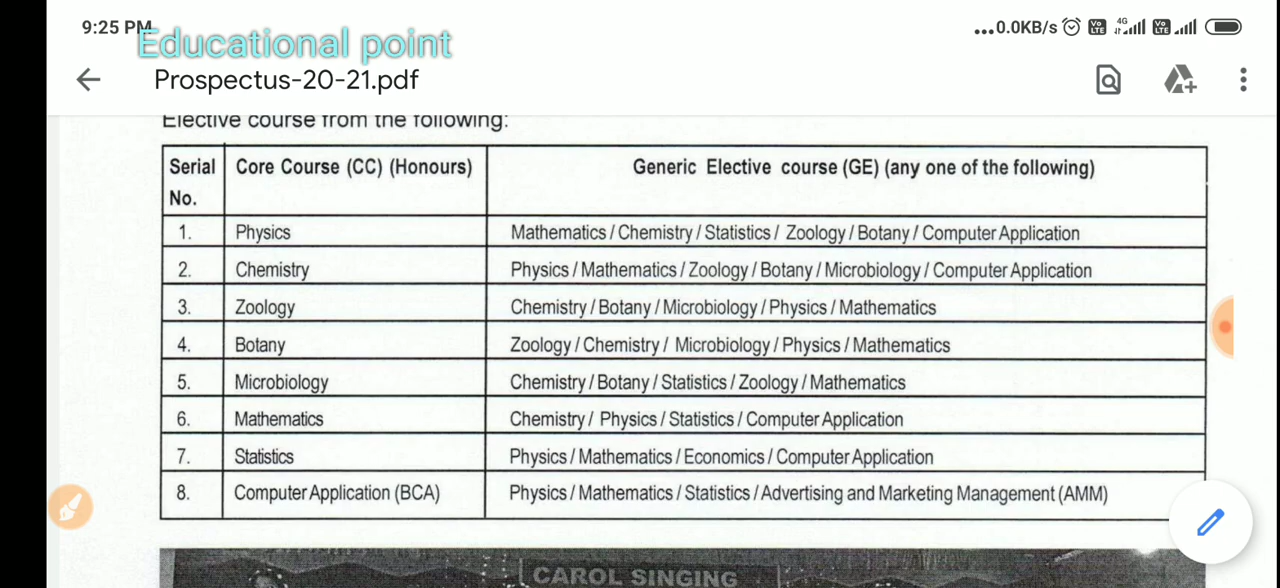 9:25 PM
...0.0KB/s Vo LTE 4G Vo LTE
Educational point
Prospectus-20-21.pdf
Elective course from the following:
Serial No. Core Course (CC) (Honours) Generic Elective course (GE) (any one of the following)
1. Physics Mathematics / Chemistry / Statistics / Zoology / Botany / Computer Application
2. Chemistry Physics / Mathematics / Zoology / Botany / Microbiology / Computer Application
3. Zoology Chemistry / Botany / Microbiology / Physics / Mathematics
4. Botany Zoology / Chemistry / Microbiology / Physics / Mathematics
5. Microbiology Chemistry / Botany / Statistics / Zoology / Mathematics
6. Mathematics Chemistry / Physics / Statistics / Computer Application
7. Statistics Physics / Mathematics / Economics / Computer Application
8. Computer Application (BCA) Physics / Mathematics / Statistics / Advertising and Marketing Management (AMM)
CAROL SINGING